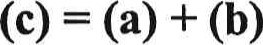 (c) = (a) + (b)